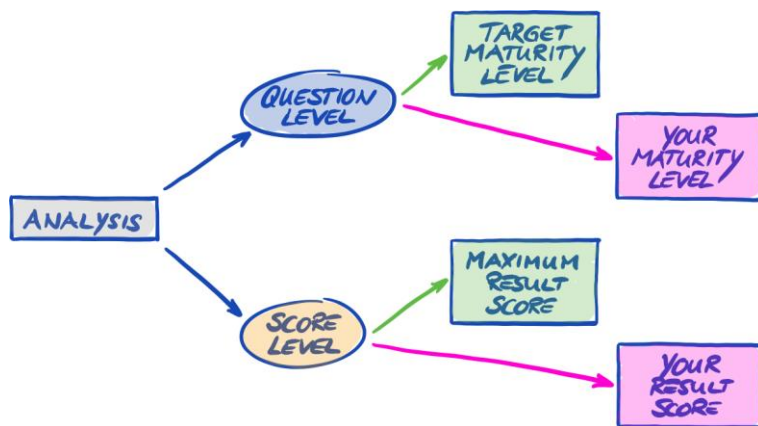 TARGET
MATURITY
LEVEL
QUESTION
LEVEL
YOUR
MATURITY
LEVEL
ANALYSIS
MAXIMUM
RESULT
SCORE
SCORE
LEVEL
YOUR
RESULT
SCORE